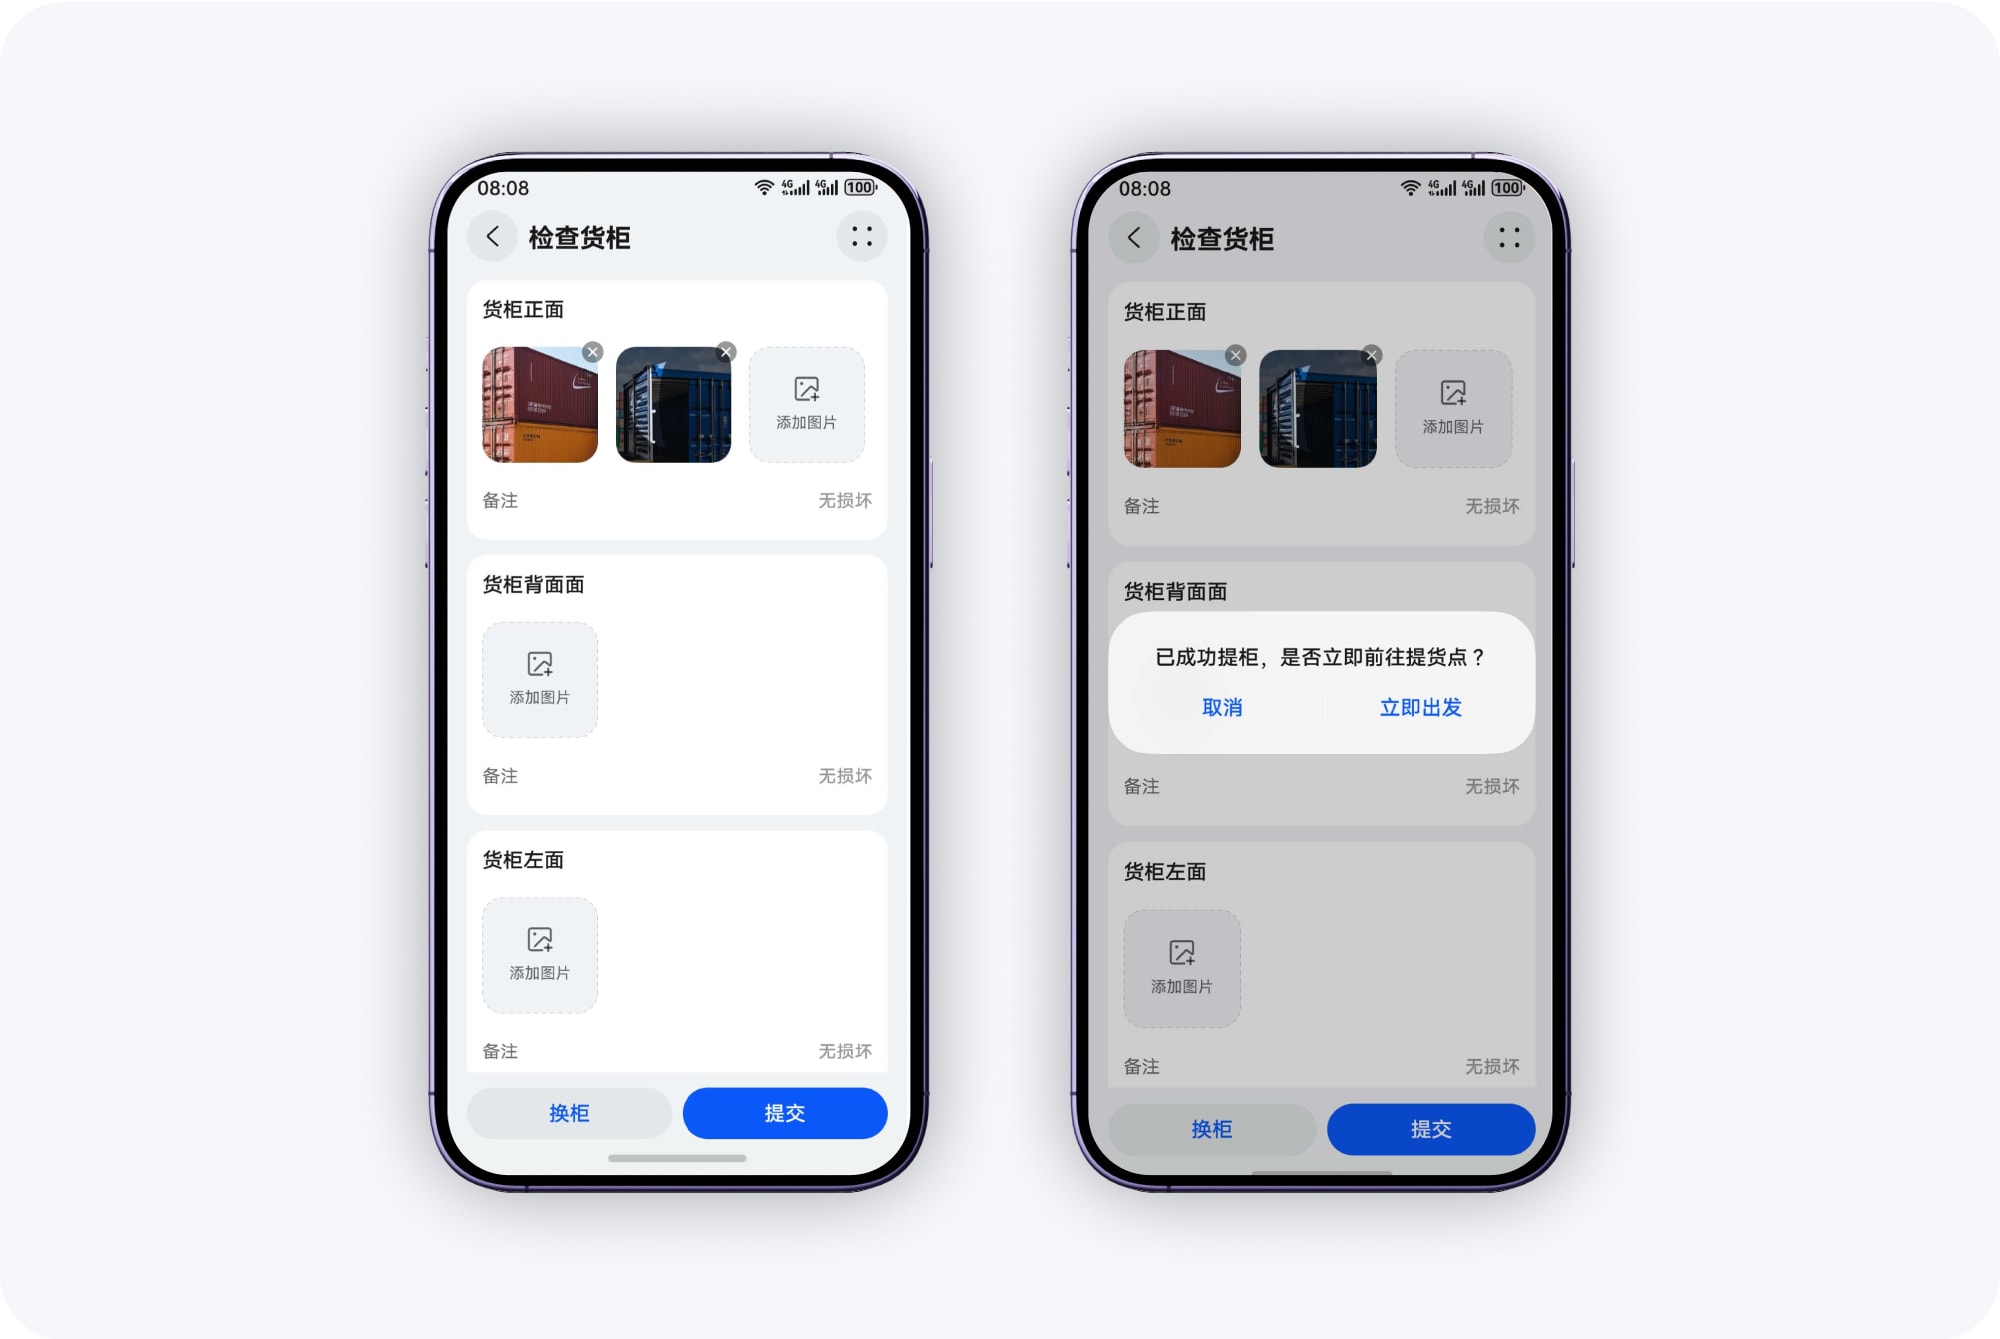 08:08
4G 4G 100
检查货柜
货柜正面
添加图片
备注 无损坏
货柜背面面
添加图片
备注 无损坏
货柜左面
添加图片
备注 无损坏
换柜 提交
08:08
4G 4G 100
检查货柜
货柜正面
添加图片
备注 无损坏
货柜背面面
已成功提柜，是否立即前往提货点？
取消 立即出发
备注 无损坏
货柜左面
添加图片
备注 无损坏
换柜 提交